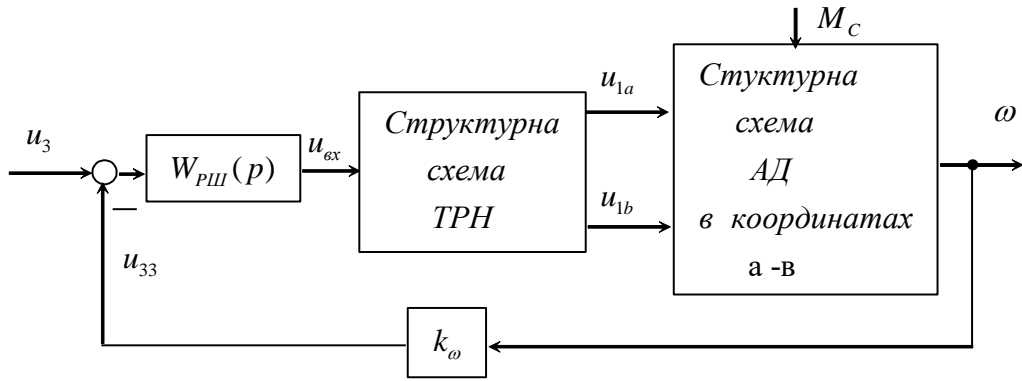 M_C
Стуктурна
схема
АД
в координатах
а -в
u_{1a}
u_{1b}
ω
Структурна
схема
ТРН
u_3
W_{РШ}(p)
u_{вх}
—
u_{33}
k_ω